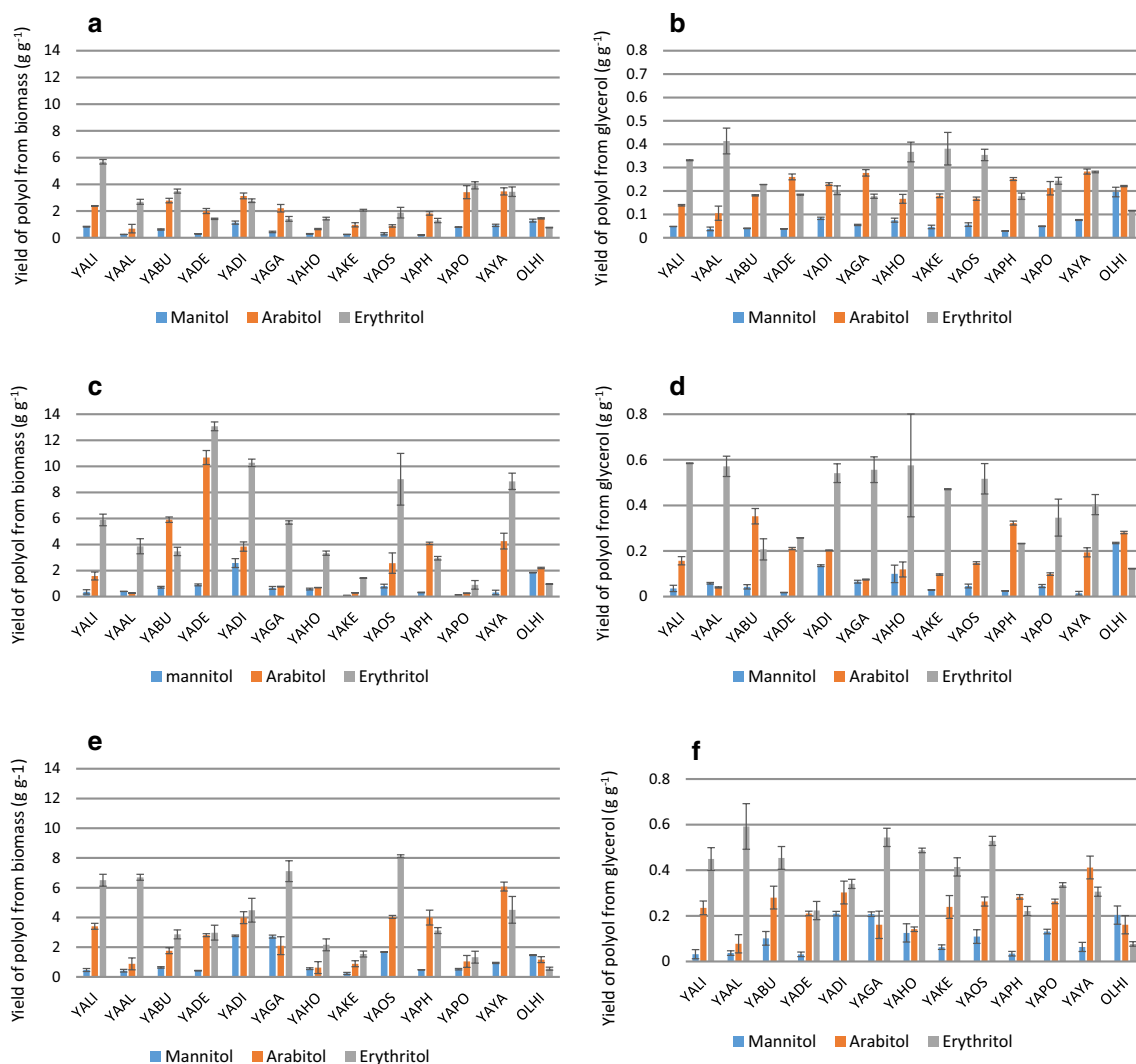 a
Yield of polyol from biomass (g g⁻¹)
14
12
10
8
6
4
2
0
YALI YAAL YABU YADE YADI YAGA YAHO YAKE YAOS YAPH YAPO YAYA OLHI
Manitol Arabitol Erythritol
b
Yield of polyol from glycerol (g g⁻¹)
0.8
0.7
0.6
0.5
0.4
0.3
0.2
0.1
0
YALI YAAL YABU YADE YADI YAGA YAHO YAKE YAOS YAPH YAPO YAYA OLHI
Mannitol Arabitol Erythritol
c
Yield of polyol from biomass (g g⁻¹)
14
12
10
8
6
4
2
0
YALI YAAL YABU YADE YADI YAGA YAHO YAKE YAOS YAPH YAPO YAYA OLHI
mannitol Arabitol Erythritol
d
Yield of polyol from glycerol (g g⁻¹)
0.8
0.6
0.4
0.2
0
YALI YAAL YABU YADE YADI YAGA YAHO YAKE YAOS YAPH YAPO YAYA OLHI
Mannitol Arabitol Erythritol
e
Yield of polyol from biomass (g g-1)
14
12
10
8
6
4
2
0
YALI YAAL YABU YADE YADI YAGA YAHO YAKE YAOS YAPH YAPO YAYA OLHI
Mannitol Arabitol Erythritol
f
Yield of polyol from glycerol (g g⁻¹)
0.8
0.6
0.4
0.2
0
YALI YAAL YABU YADE YADI YAGA YAHO YAKE YAOS YAPH YAPO YAYA OLHI
Mannitol Arabitol Erythritol